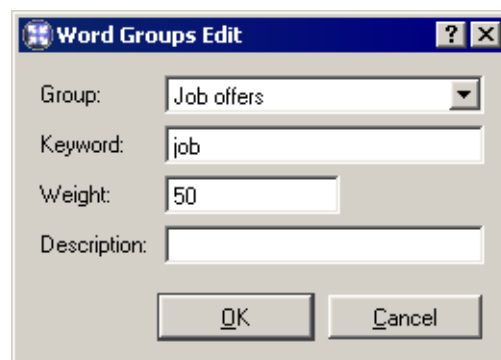 Word Groups Edit ? X
Group: Job offers
Keyword: job
Weight: 50
Description:
OK Cancel